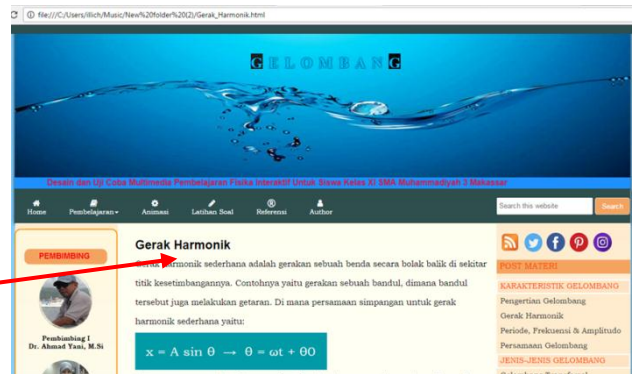 file:///C:/Users/illich/Music/New%20folder%20(2)/Gerak_Harmonik.html
GELOMBANG
Desain dan Uji Coba Multimedia Pembelajaran Fisika Interaktif Untuk Siswa Kelas XI SMA Muhammadiyah 3 Makassar
Home Pembelajaran Animasi Latihan Soal Referensi Author
Search this website Search
PEMBIMBING
Pembimbing I
Dr. Ahmad Yani, M.Si
Gerak Harmonik
Gerak Harmonik sederhana adalah gerakan sebuah benda secara bolak balik di sekitar
titik kesetimbangannya. Contohnya yaitu gerakan sebuah bandul, dimana bandul
tersebut juga melakukan getaran. Di mana persamaan simpangan untuk gerak
harmonik sederhana yaitu:
x = A sin θ → θ = ωt + θ0
POST MATERI
KARAKTERISTIK GELOMBANG
Pengertian Gelombang
Gerak Harmonik
Periode, Frekuensi & Amplitudo
Persamaan Gelombang
JENIS-JENIS GELOMBANG